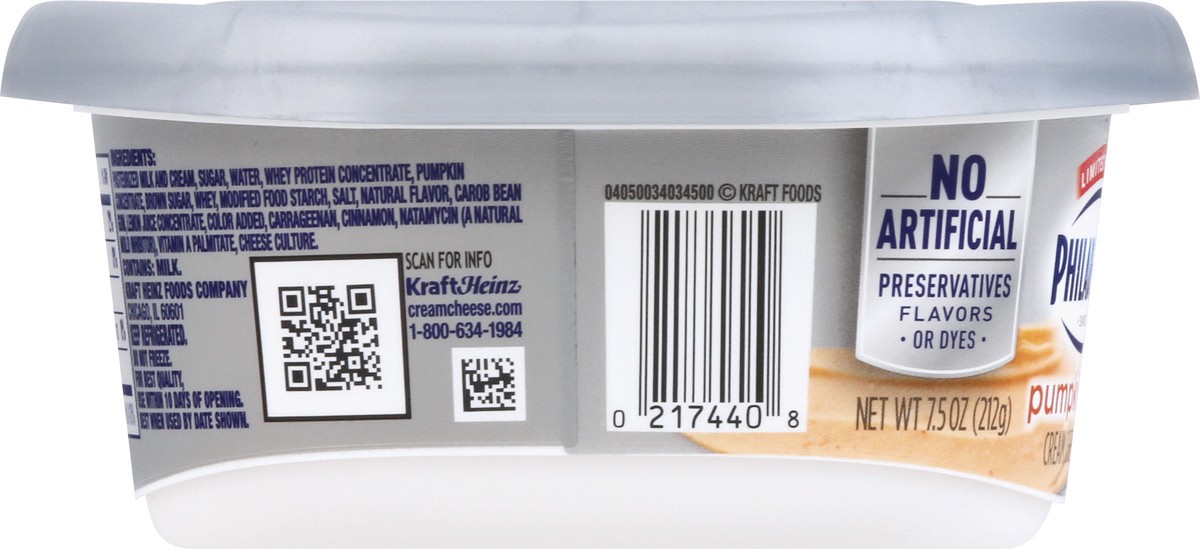 INGREDIENTS:
PASTEURIZED MILK AND CREAM, SUGAR, WATER, WHEY PROTEIN CONCENTRATE, PUMPKIN
CONCENTRATE, BROWN SUGAR, WHEY, MODIFIED FOOD STARCH, SALT, NATURAL FLAVOR, CAROB BEAN
GUM, LEMON JUICE CONCENTRATE, COLOR ADDED, CARRAGEENAN, CINNAMON, NATAMYCIN (A NATURAL
MOLD INHIBITOR), VITAMIN A PALMITATE, CHEESE CULTURE.
CONTAINS: MILK.
KRAFT HEINZ FOODS COMPANY
CHICAGO, IL 60601
KEEP REFRIGERATED.
DO NOT FREEZE.
FOR BEST QUALITY,
USE WITHIN 10 DAYS OF OPENING.
BEST WHEN USED BY DATE SHOWN.
SCAN FOR INFO
KraftHeinz
creamcheese.com
1-800-634-1984
04050034034500 © KRAFT FOODS
0 217440 8
NO
ARTIFICIAL
PRESERVATIVES
FLAVORS
• OR DYES •
NET WT 7.5 OZ (212g)
LIMITE
PHILA
pump
CREAM